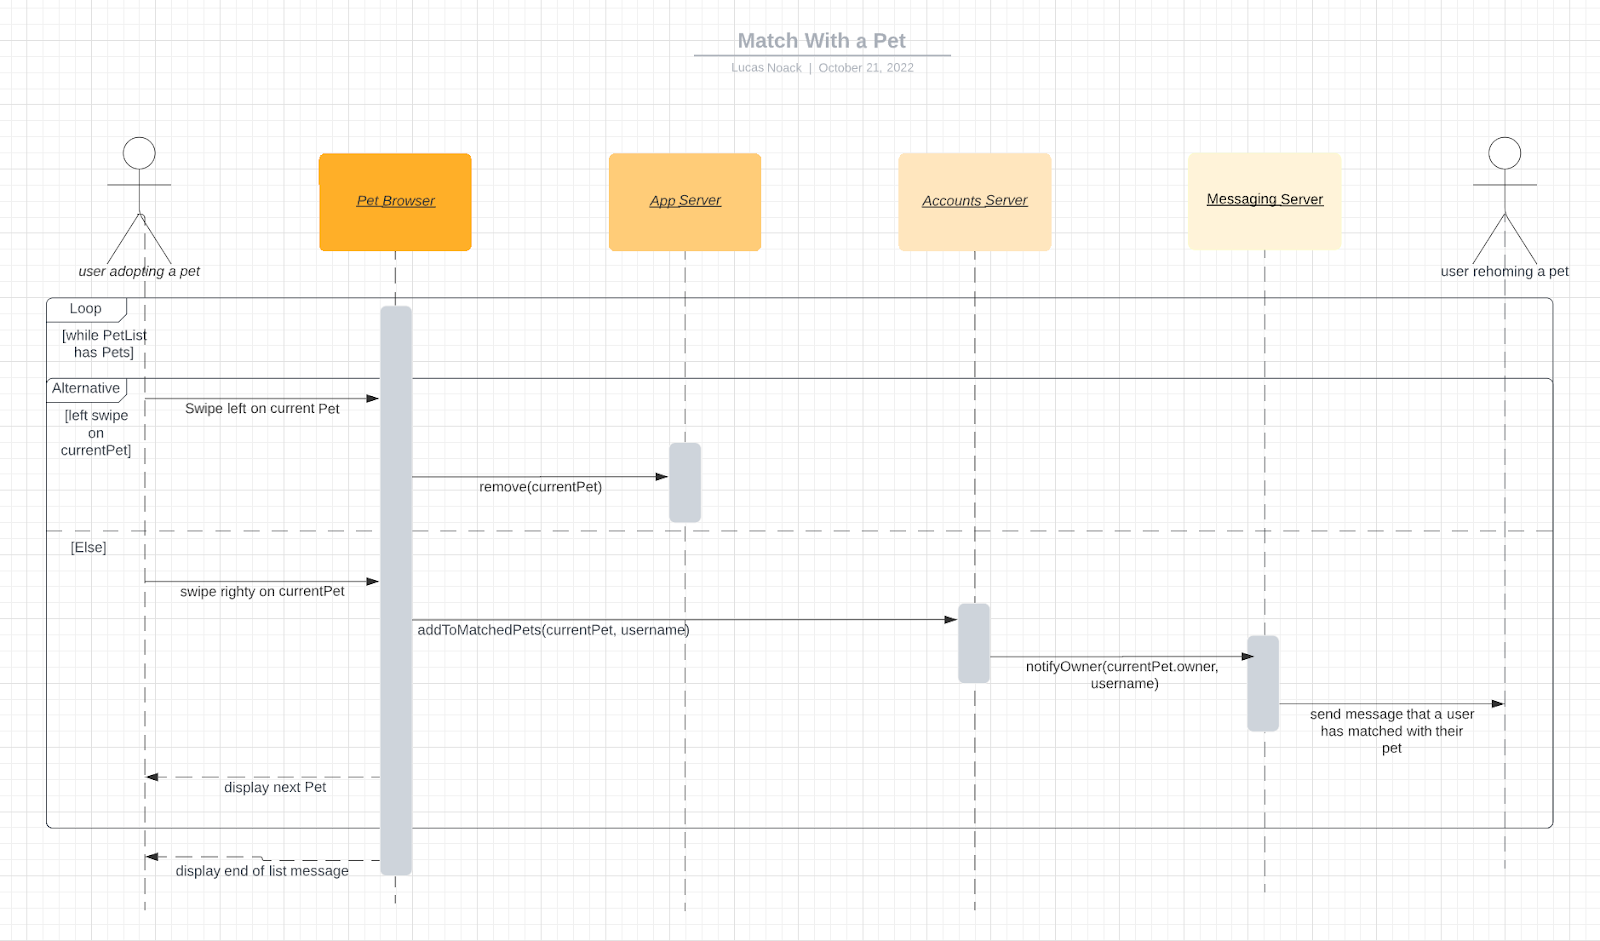 Match With a Pet
Lucas Noack | October 21, 2022
Pet Browser
App Server
Accounts Server
Messaging Server
user adopting a pet
user rehoming a pet
Loop
[while PetList
has Pets]
Alternative
[left swipe
on
currentPet]
Swipe left on current Pet
remove(currentPet)
[Else]
swipe righty on currentPet
addToMatchedPets(currentPet, username)
notifyOwner(currentPet.owner,
username)
send message that a user
has matched with their
pet
display next Pet
display end of list message